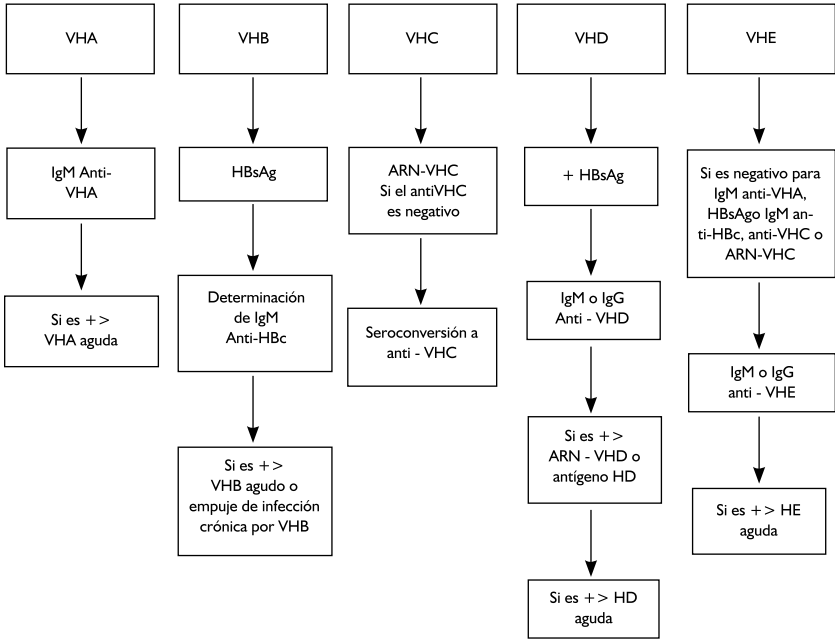 VHA
IgM Anti-
VHA
Si es +>
VHA aguda
VHB
HBsAg
Determinación
de IgM
Anti-HBc
Si es +>
VHB agudo o
empuje de infección
crónica por VHB
VHC
ARN-VHC
Si el antiVHC
es negativo
Seroconversión a
anti - VHC
VHD
+ HBsAg
IgM o IgG
Anti - VHD
Si es +>
ARN - VHD o
antígeno HD
Si es +> HD
aguda
VHE
Si es negativo para
IgM anti-VHA,
HBsAgo IgM an-
ti-HBc, anti-VHC o
ARN-VHC
IgM o IgG
anti - VHE
Si es +> HE
aguda